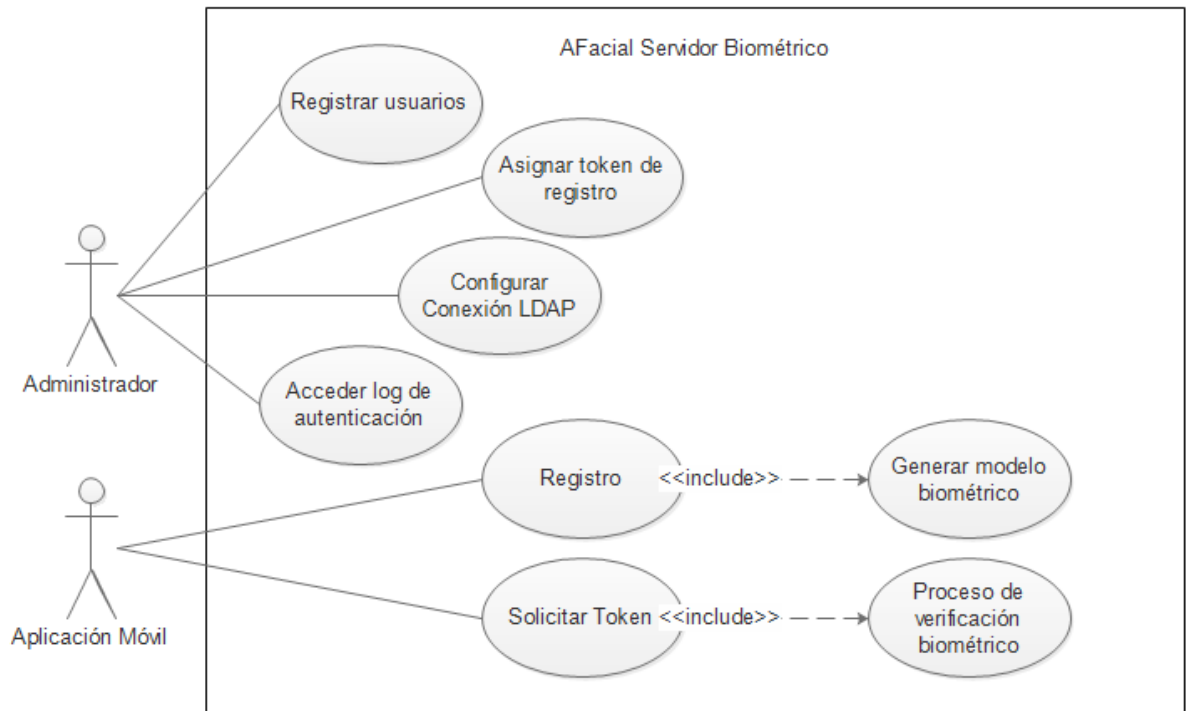 AFacial Servidor Biométrico
Registrar usuarios
Asignar token de
registro
Configurar
Conexión LDAP
Administrador
Acceder log de
autenticación
Registro
<<include>>
Generar modelo
biométrico
Aplicación Móvil
Solicitar Token
<<include>>
Proceso de
verificación
biométrico